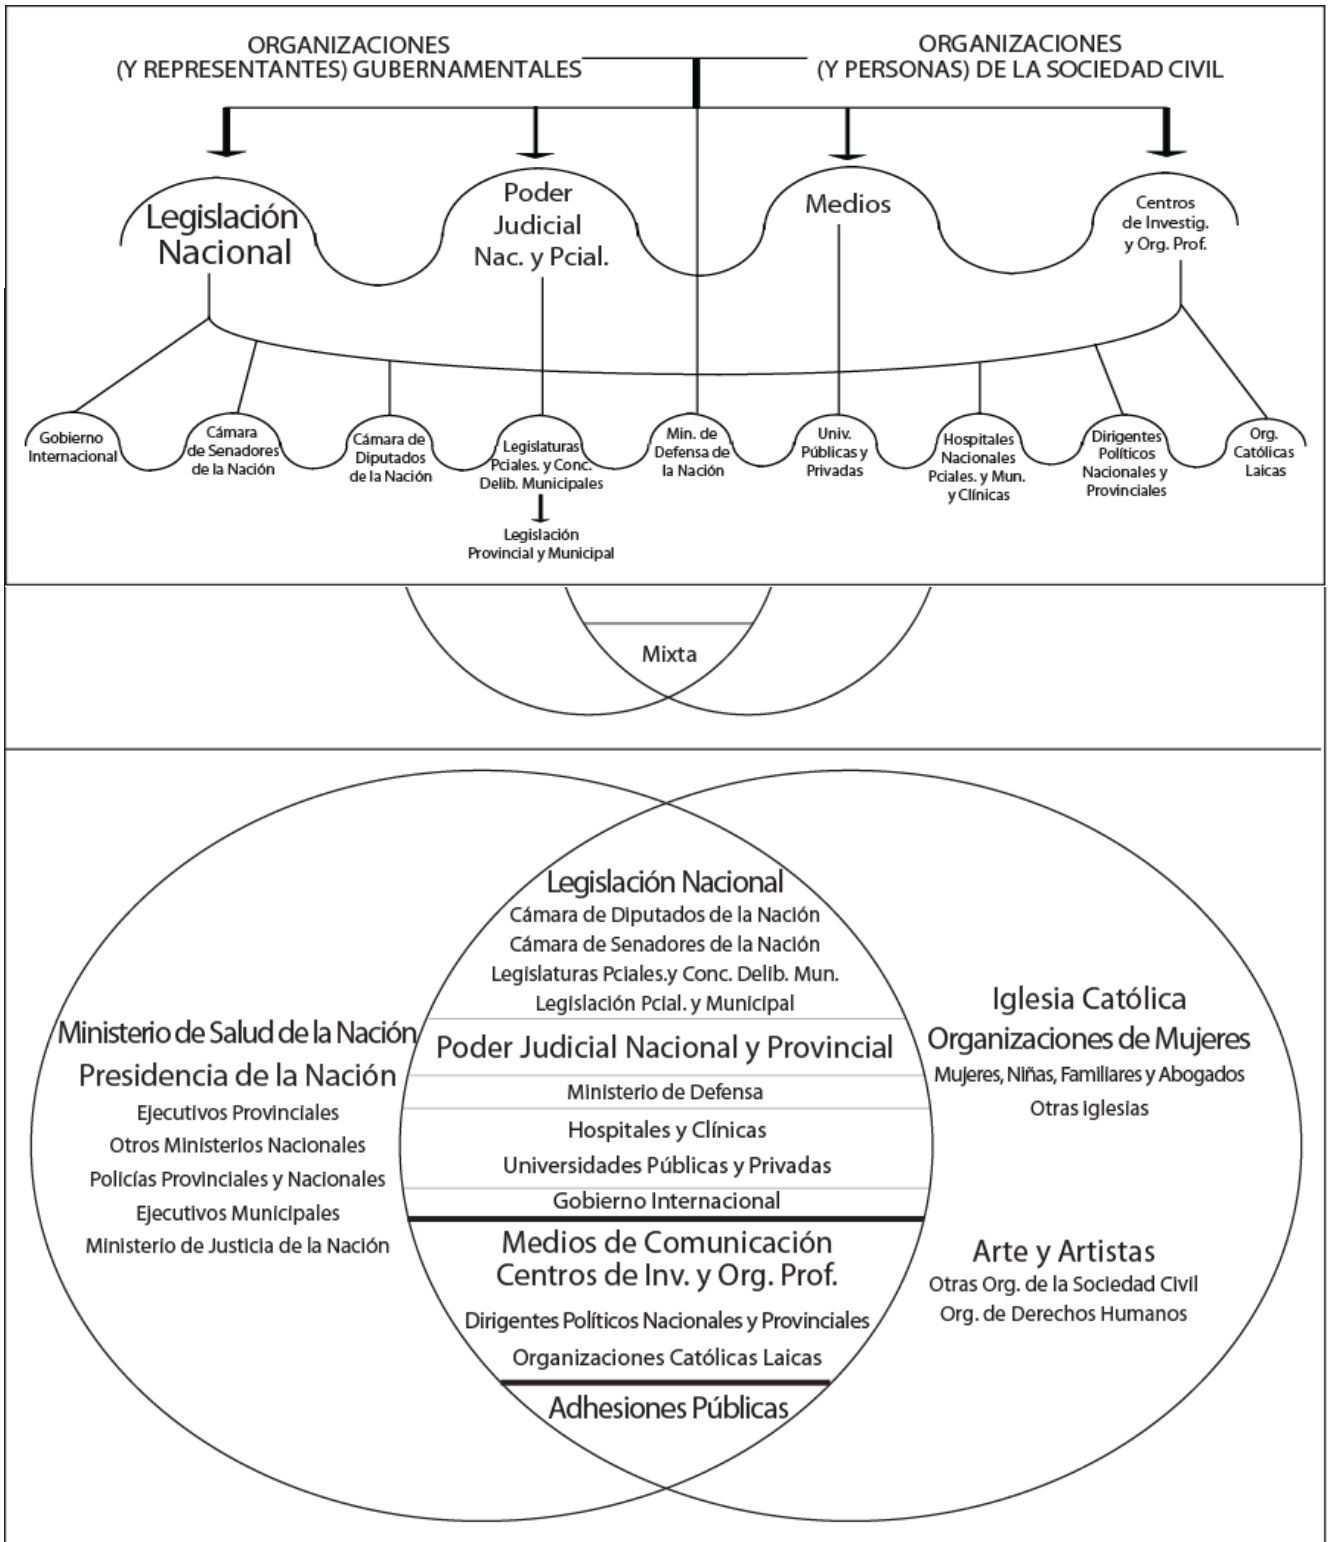 ORGANIZACIONES
(Y REPRESENTANTES) GUBERNAMENTALES
ORGANIZACIONES
(Y PERSONAS) DE LA SOCIEDAD CIVIL
Legislación
Nacional
Poder
Judicial
Nac. y Pcial.
Medios
Centros
de Investig.
y Org. Prof.
Gobierno
Internacional
Cámara
de Senadores
de la Nación
Cámara de
Diputados
de la Nación
Legislaturas
Pciales. y Conc.
Delib. Municipales
Legislación
Provincial y Municipal
Min. de
Defensa de
la Nación
Univ.
Públicas y
Privadas
Hospitales
Nacionales
Pciales. y Mun.
y Clínicas
Dirigentes
Políticos
Nacionales y
Provinciales
Org.
Católicas
Laicas
Mixta
Ministerio de Salud de la Nación
Presidencia de la Nación
Ejecutivos Provinciales
Otros Ministerios Nacionales
Policías Provinciales y Nacionales
Ejecutivos Municipales
Ministerio de Justicia de la Nación
Legislación Nacional
Cámara de Diputados de la Nación
Cámara de Senadores de la Nación
Legislaturas Pciales.y Conc. Delib. Mun.
Legislación Pcial. y Municipal
Poder Judicial Nacional y Provincial
Ministerio de Defensa
Hospitales y Clínicas
Universidades Públicas y Privadas
Gobierno Internacional
Medios de Comunicación
Centros de Inv. y Org. Prof.
Dirigentes Políticos Nacionales y Provinciales
Organizaciones Católicas Laicas
Adhesiones Públicas
Iglesia Católica
Organizaciones de Mujeres
Mujeres, Niñas, Familiares y Abogados
Otras iglesias
Arte y Artistas
Otras Org. de la Sociedad Civil
Org. de Derechos Humanos